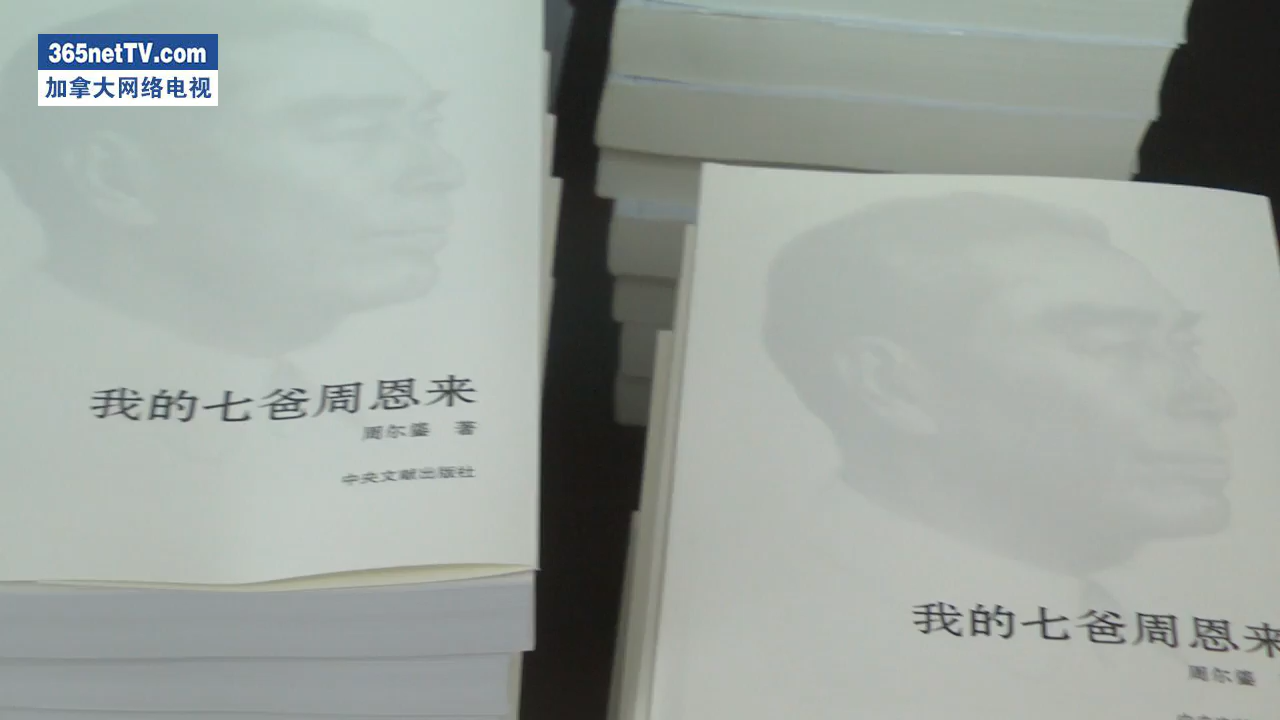 365netTV.com
加拿大网络电视
我的七爸周恩来
周尔鎏 著
中央文献出版社
我的七爸周恩来
周尔鎏